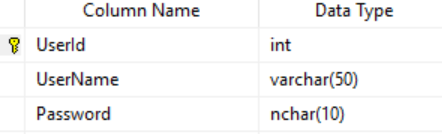 Column Name Data Type
UserId int
UserName varchar(50)
Password nchar(10)